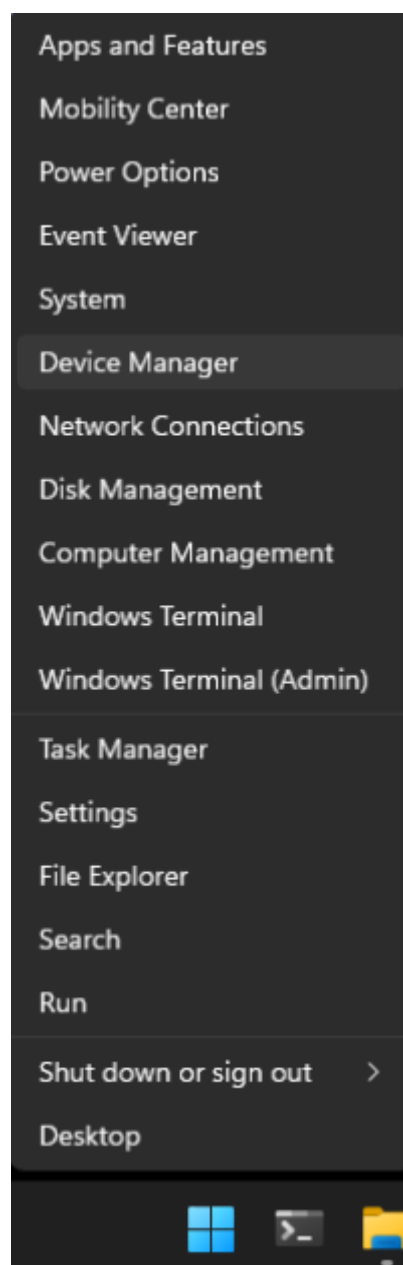 Apps and Features
Mobility Center
Power Options
Event Viewer
System
Device Manager
Network Connections
Disk Management
Computer Management
Windows Terminal
Windows Terminal (Admin)
Task Manager
Settings
File Explorer
Search
Run
Shut down or sign out
Desktop